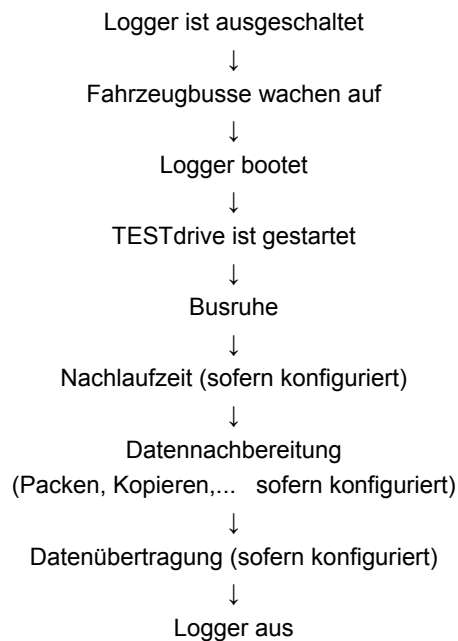 Logger ist ausgeschaltet
↓
Fahrzeugbusse wachen auf
↓
Logger bootet
↓
TESTdrive ist gestartet
↓
Busruhe
↓
Nachlaufzeit (sofern konfiguriert)
↓
Datennachbereitung
(Packen, Kopieren,... sofern konfiguriert)
↓
Datenübertragung (sofern konfiguriert)
↓
Logger aus